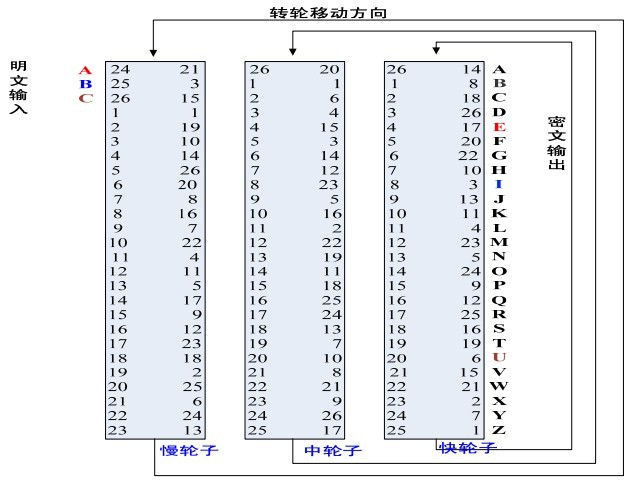 转轮移动方向
明文输入
密文输出
A 24 21 26 20 26 14 A
B 25 3 1 1 1 8 B
C 26 15 2 6 2 18 C
1 1 3 4 3 26 D
2 19 4 15 4 17 E
3 10 5 3 5 20 F
4 14 6 14 6 22 G
5 26 7 12 7 10 H
6 20 8 23 8 3 I
7 8 9 5 9 13 J
8 16 10 16 10 11 K
9 7 11 2 11 4 L
10 22 12 22 12 23 M
11 4 13 19 13 5 N
12 11 14 11 14 24 O
13 5 15 18 15 9 P
14 17 16 25 16 12 Q
15 9 17 24 17 25 R
16 12 18 13 18 16 S
17 23 19 7 19 19 T
18 18 20 10 20 6 U
19 2 21 8 21 15 V
20 25 22 21 22 21 W
21 6 23 9 23 2 X
22 24 24 26 24 7 Y
23 13 25 17 25 1 Z
慢轮子 中轮子 快轮子